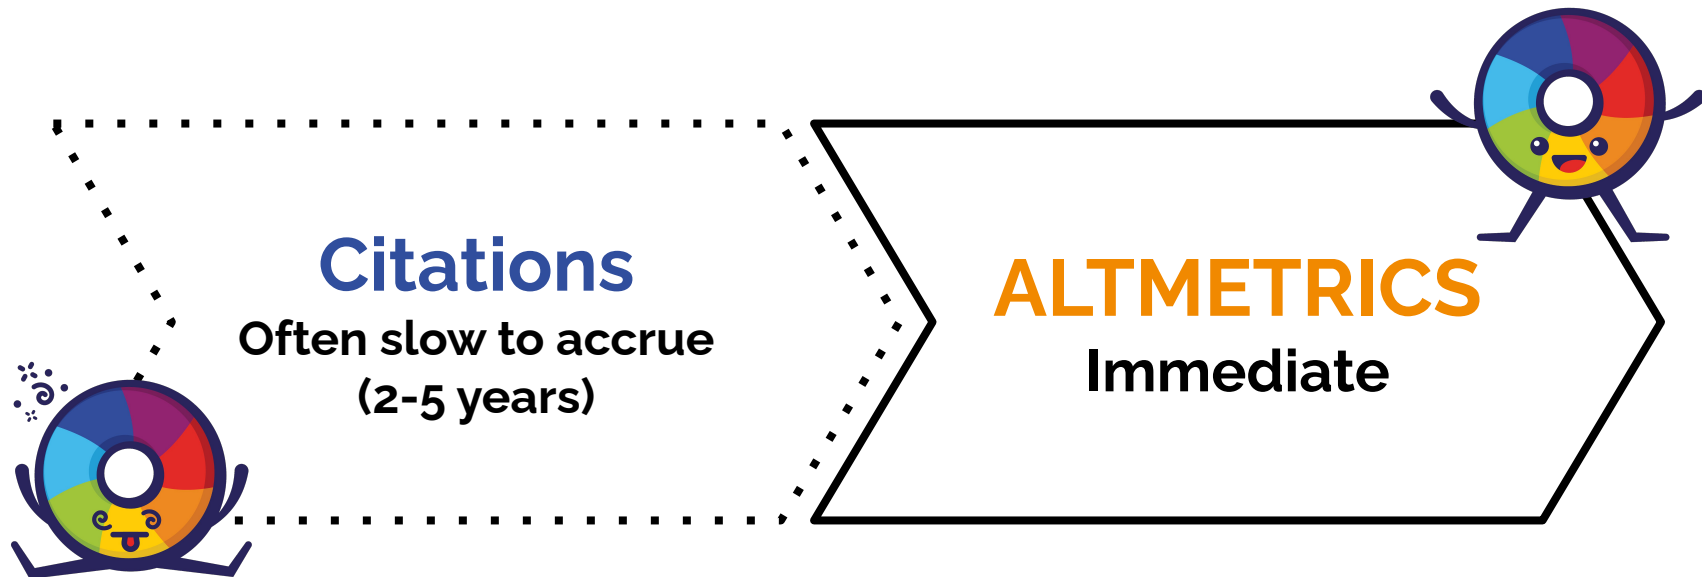 Citations
Often slow to accrue
(2-5 years)
ALTMETRICS
Immediate